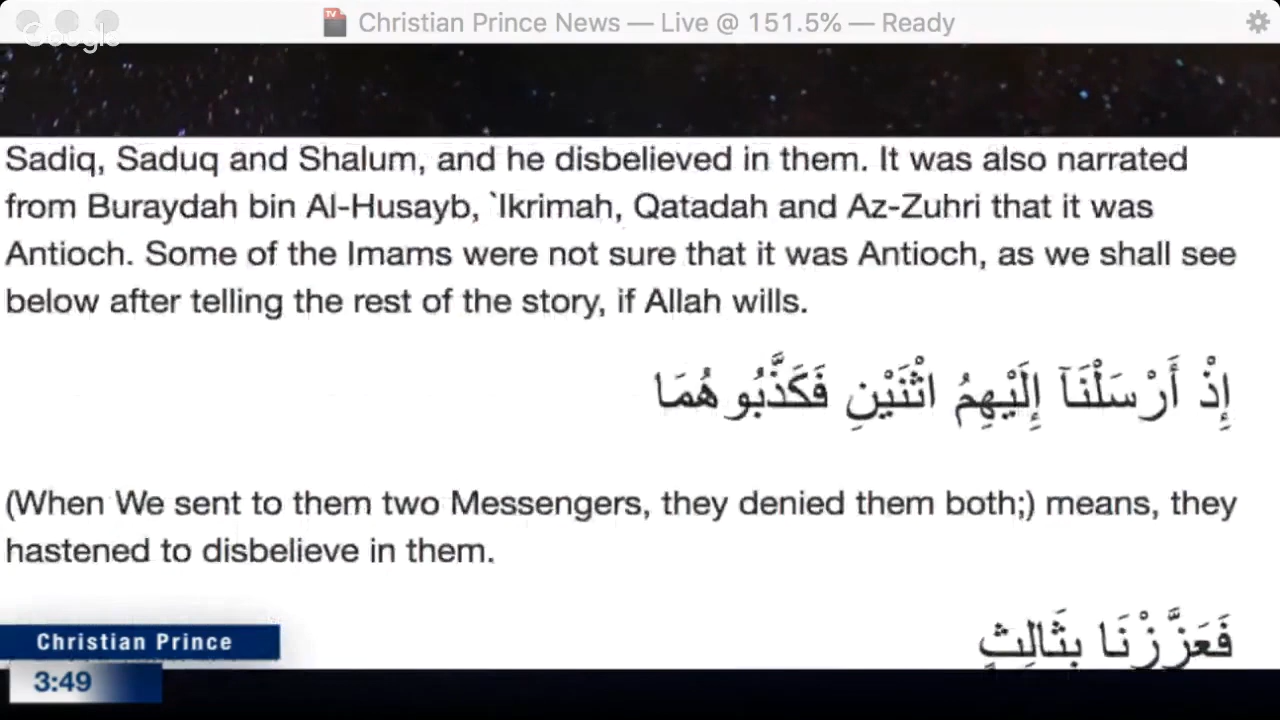 Christian Prince News — Live @ 151.5% — Ready
Google
Sadiq, Saduq and Shalum, and he disbelieved in them. It was also narrated
from Buraydah bin Al-Husayb, `Ikrimah, Qatadah and Az-Zuhri that it was
Antioch. Some of the Imams were not sure that it was Antioch, as we shall see
below after telling the rest of the story, if Allah wills.
إِذْ أَرْسَلْنَآ إِلَيْهِمُ اثْنَيْنِ فَكَذَّبُوهُمَا
(When We sent to them two Messengers, they denied them both;) means, they
hastened to disbelieve in them.
فَعَزَّزْنَا بِثَالِثٍ
Christian Prince
3:49